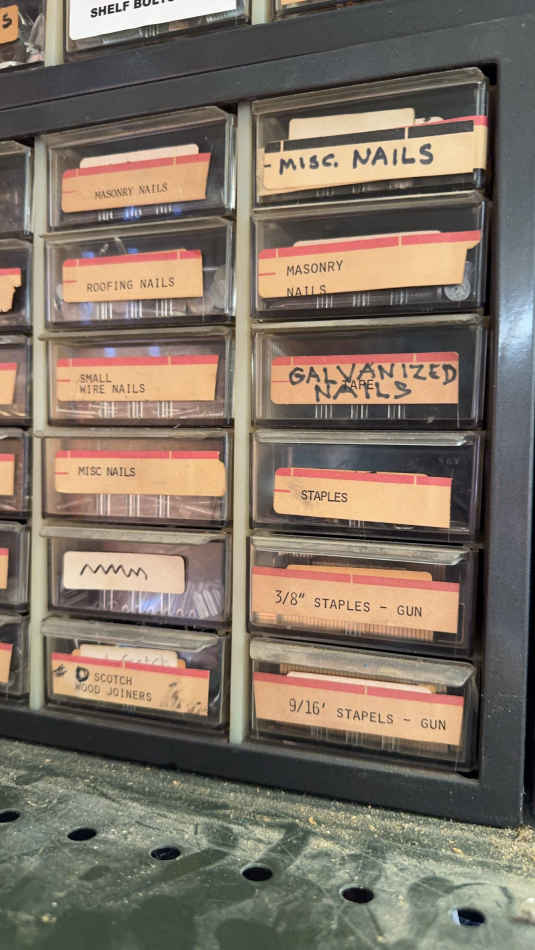 S
SHELF BOLTS
MASONRY NAILS
MISC. NAILS
ROOFING NAILS
MASONRY
NAILS
SMALL
WIRE NAILS
GALVANIZED
TAPE
NAILS
MISC NAILS
STAPLES
3/8" STAPLES - GUN
SCOTCH
WOOD JOINERS
9/16' STAPELS - GUN